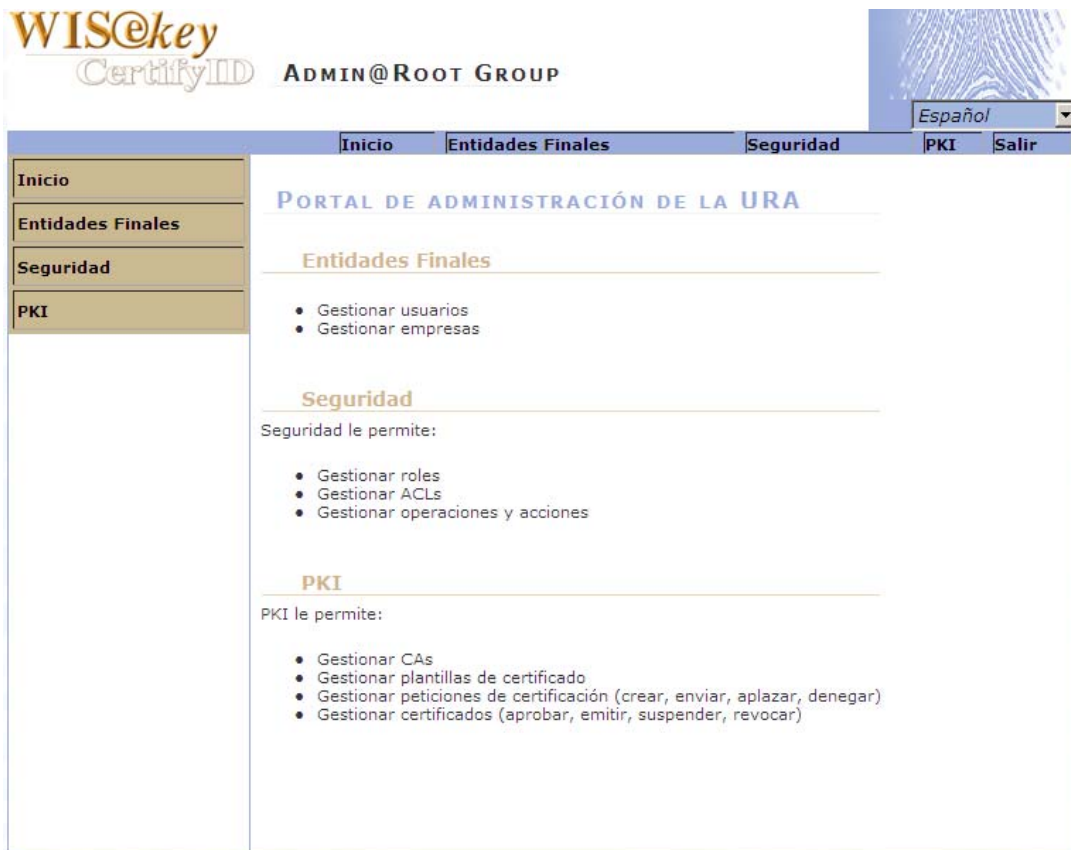 WIS@key
CertifyID
ADMIN@ROOT GROUP
Español
Inicio Entidades Finales Seguridad PKI Salir
Inicio
Entidades Finales
Seguridad
PKI
PORTAL DE ADMINISTRACIÓN DE LA URA
Entidades Finales
• Gestionar usuarios
• Gestionar empresas
Seguridad
Seguridad le permite:
• Gestionar roles
• Gestionar ACLs
• Gestionar operaciones y acciones
PKI
PKI le permite:
• Gestionar CAs
• Gestionar plantillas de certificado
• Gestionar peticiones de certificación (crear, enviar, aplazar, denegar)
• Gestionar certificados (aprobar, emitir, suspender, revocar)